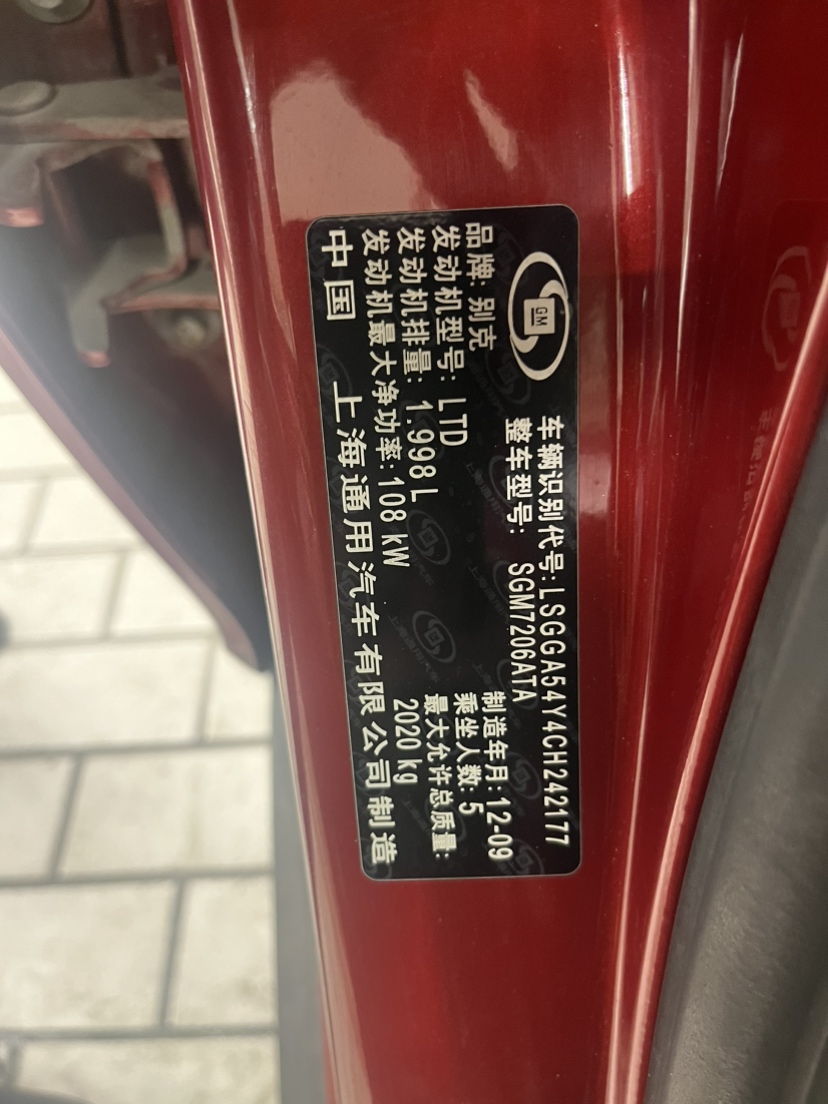 GM
车辆识别代号:LSGGA54Y4CH242177
整车型号: SGM7206ATA
品牌:别克 制造年月:12-09
发动机型号:LTD 乘坐人数:5
发动机排量:1.998L 最大允许总质量:
发动机最大净功率:108 kW 2020 kg
中国 上海通用汽车有限公司制造